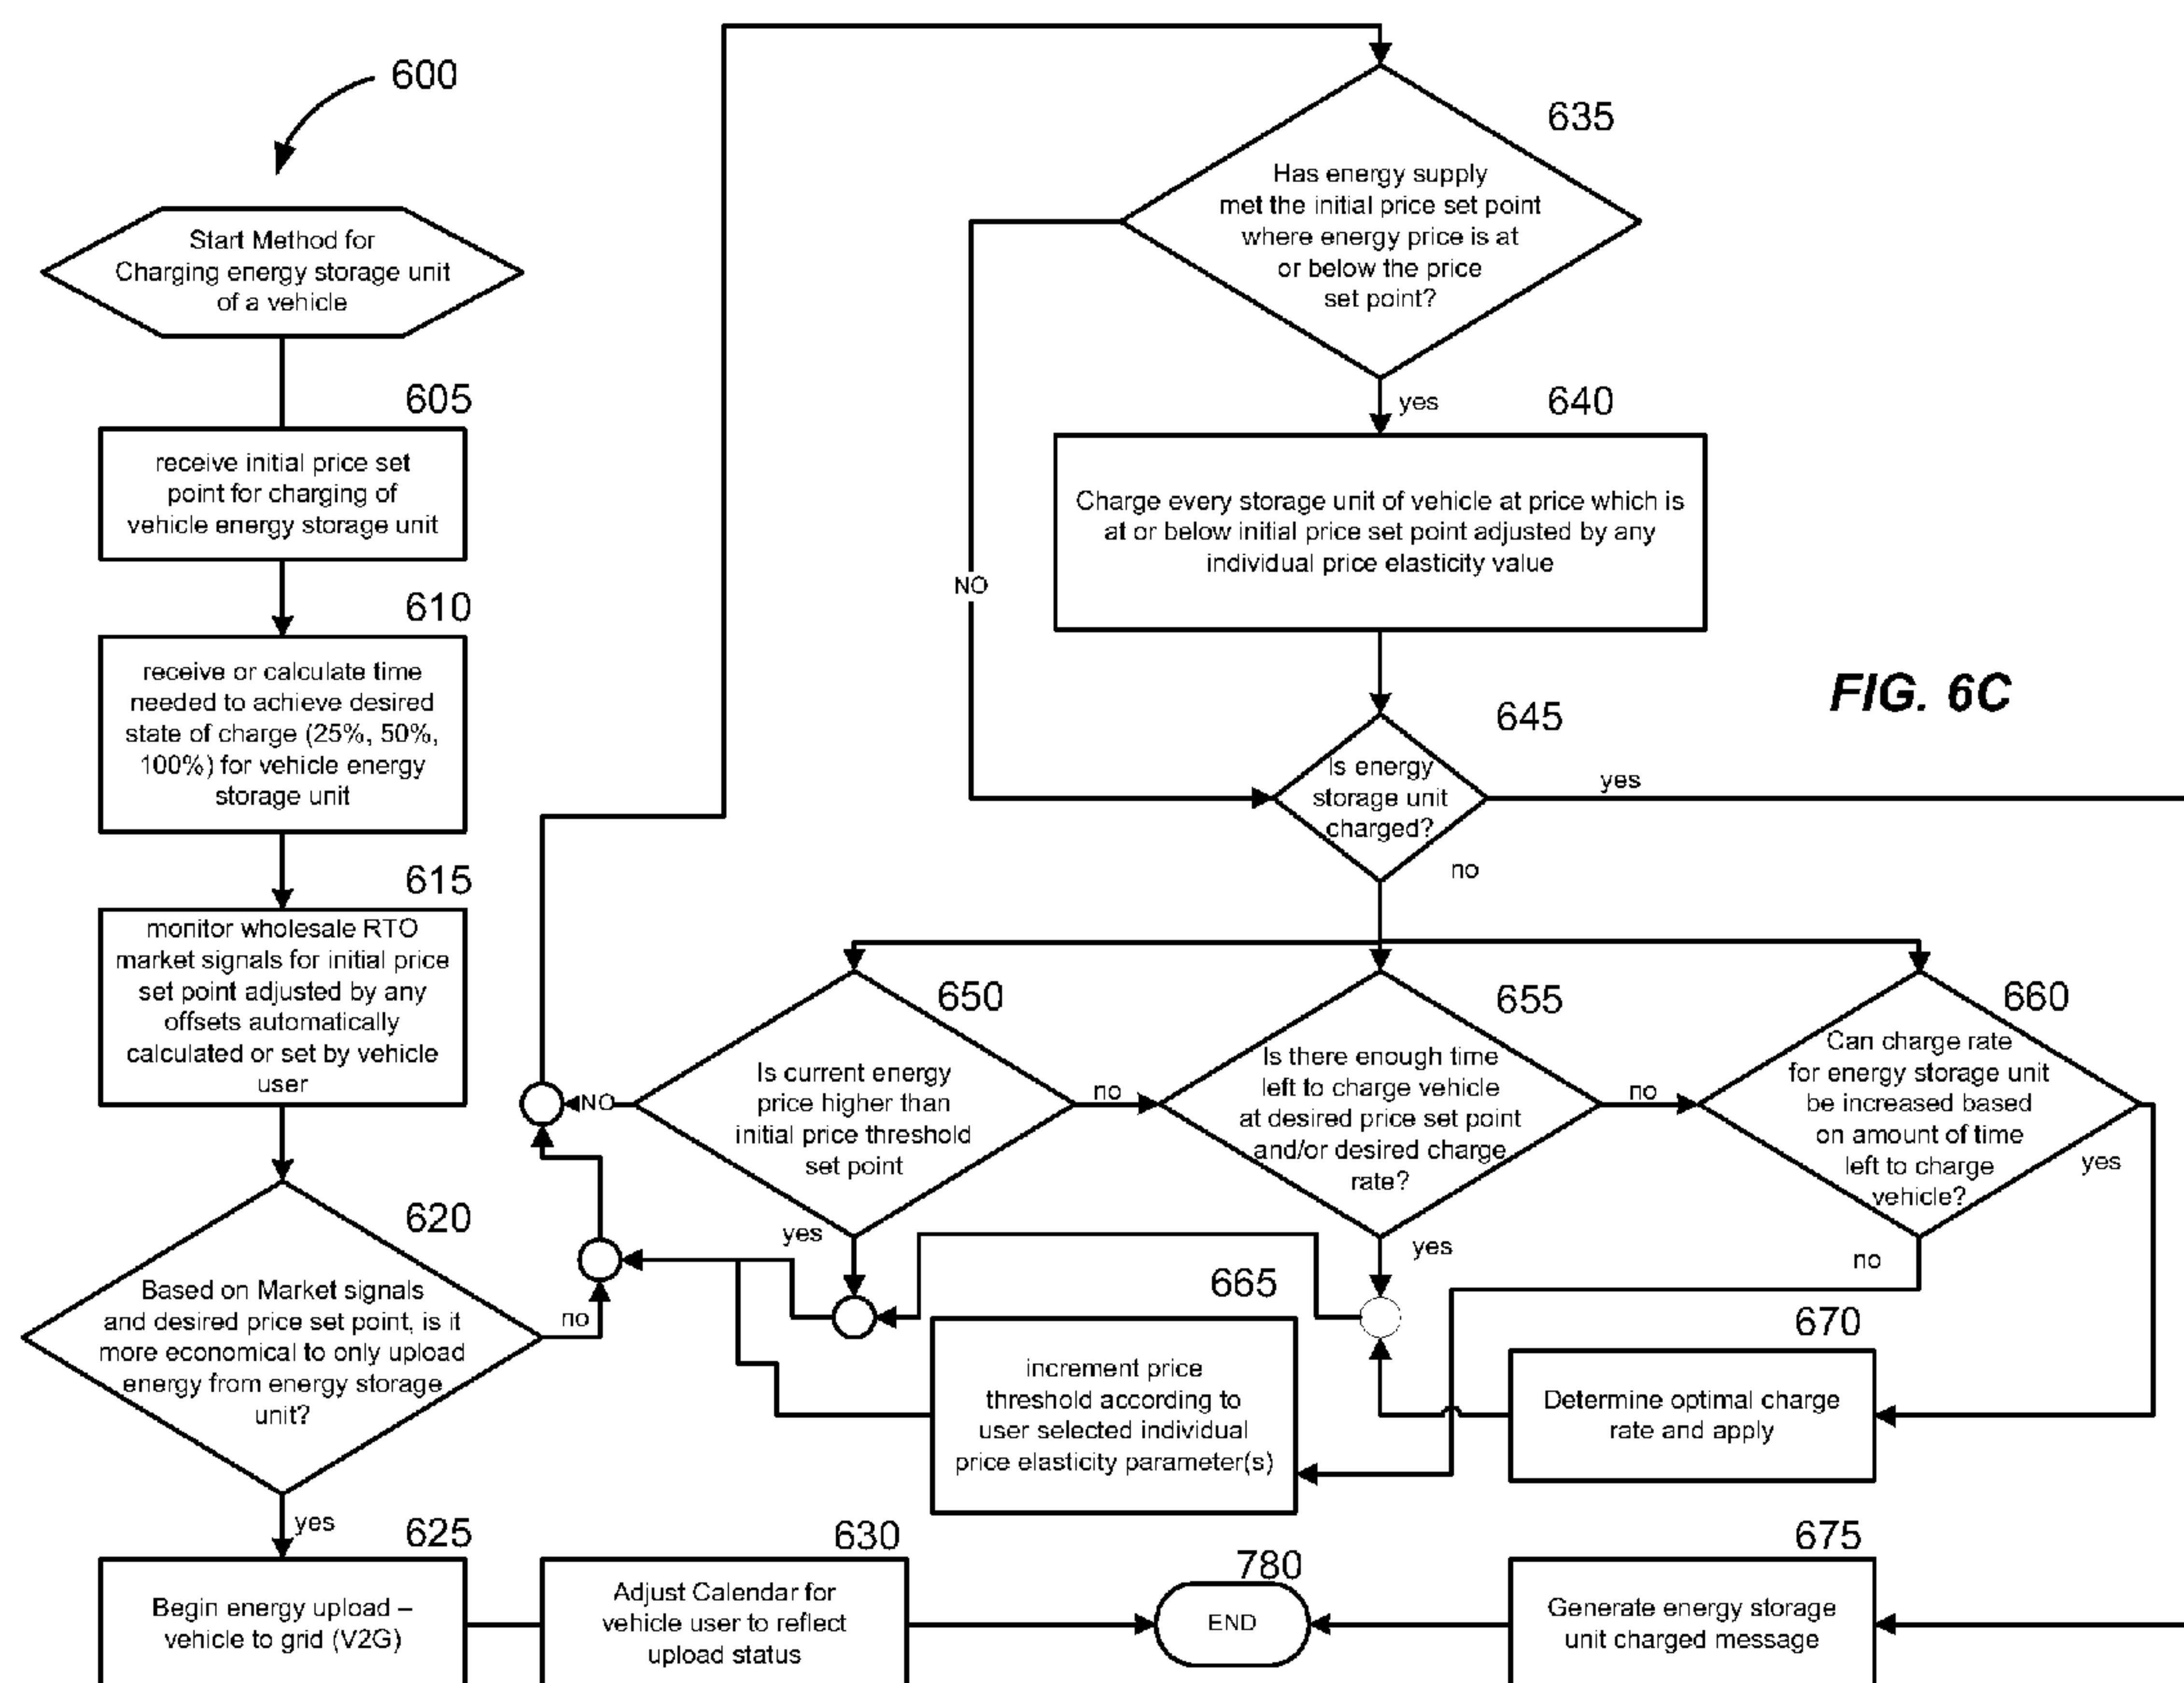 600
Start Method for
Charging energy storage unit
of a vehicle
605
receive initial price set
point for charging of
vehicle energy storage unit
610
receive or calculate time
needed to achieve desired
state of charge (25%, 50%,
100%) for vehicle energy
storage unit
615
monitor wholesale RTO
market signals for initial price
set point adjusted by any
offsets automatically
calculated or set by vehicle
user
620
Based on Market signals
and desired price set point, is it
more economical to only upload
energy from energy storage
unit?
no
yes
625
Begin energy upload –
vehicle to grid (V2G)
630
Adjust Calendar for
vehicle user to reflect
upload status
635
Has energy supply
met the initial price set point
where energy price is at
or below the price
set point?
NO
yes
640
Charge every storage unit of vehicle at price which is
at or below initial price set point adjusted by any
individual price elasticity value
FIG. 6C
645
Is energy
storage unit
charged?
yes
no
650
Is current energy
price higher than
initial price threshold
set point
NO
no
yes
655
Is there enough time
left to charge vehicle
at desired price set point
and/or desired charge
rate?
no
yes
660
Can charge rate
for energy storage unit
be increased based
on amount of time
left to charge
vehicle?
yes
no
665
increment price
threshold according to
user selected individual
price elasticity parameter(s)
670
Determine optimal charge
rate and apply
675
Generate energy storage
unit charged message
780
END